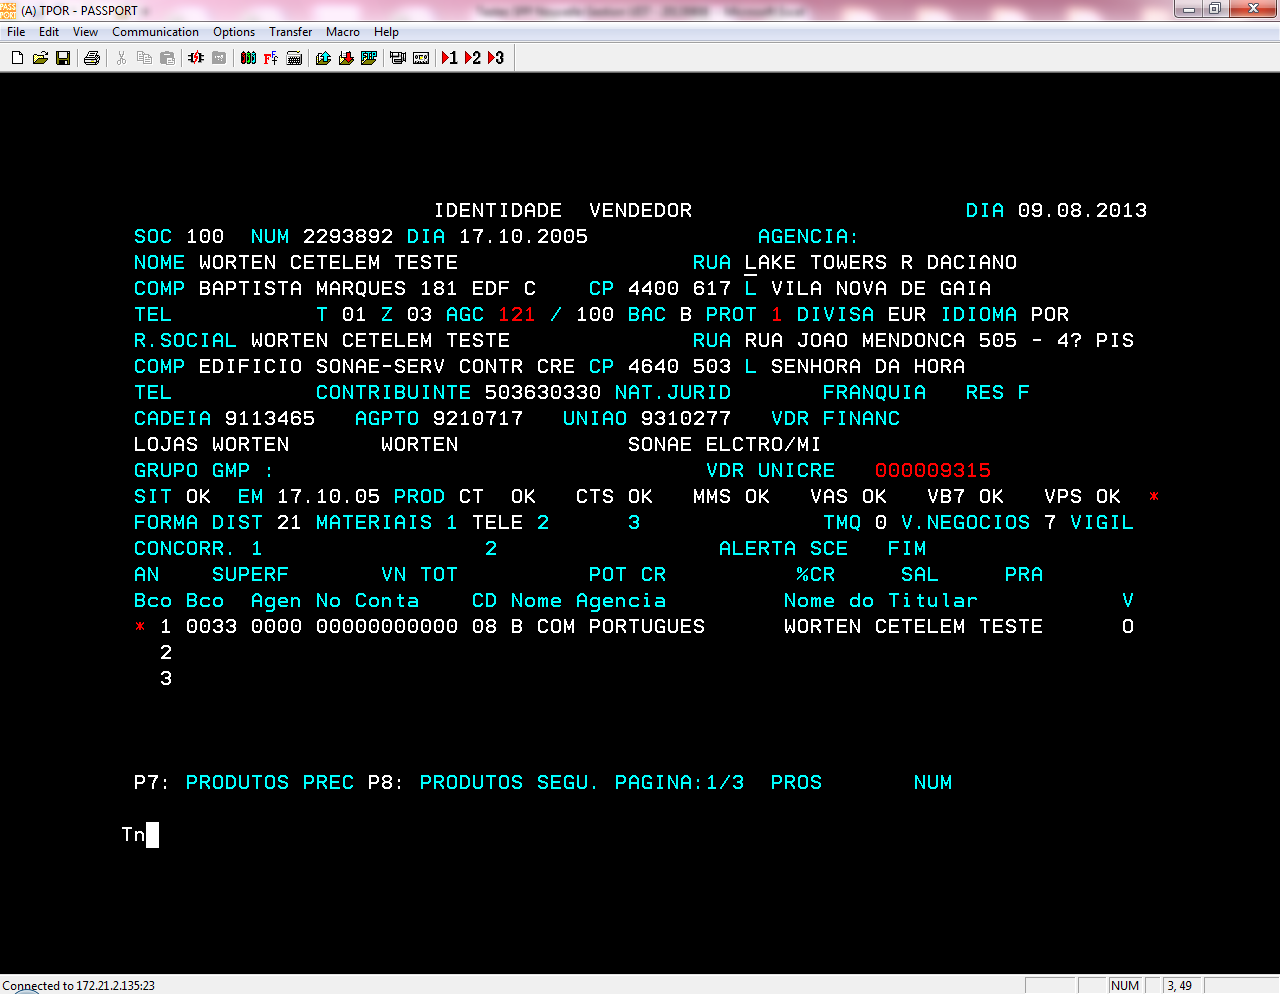 PASS PORT (A) TPOR - PASSPORT
File Edit View Communication Options Transfer Macro Help
1 2 3
IDENTIDADE VENDEDOR DIA 09.08.2013
SOC 100 NUM 2293892 DIA 17.10.2005 AGENCIA:
NOME WORTEN CETELEM TESTE RUA LAKE TOWERS R DACIANO
COMP BAPTISTA MARQUES 181 EDF C CP 4400 617 L VILA NOVA DE GAIA
TEL T 01 Z 03 AGC 121 / 100 BAC B PROT 1 DIVISA EUR IDIOMA POR
R.SOCIAL WORTEN CETELEM TESTE RUA RUA JOAO MENDONCA 505 - 4? PIS
COMP EDIFICIO SONAE-SERV CONTR CRE CP 4640 503 L SENHORA DA HORA
TEL CONTRIBUINTE 503630330 NAT.JURID FRANQUIA RES F
CADEIA 9113465 AGPTO 9210717 UNIAO 9310277 VDR FINANC
LOJAS WORTEN WORTEN SONAE ELCTRO/MI
GRUPO GMP : VDR UNICRE 000009315
SIT OK EM 17.10.05 PROD CT OK CTS OK MMS OK VAS OK VB7 OK VPS OK *
FORMA DIST 21 MATERIAIS 1 TELE 2 3 TMQ 0 V.NEGOCIOS 7 VIGIL
CONCORR. 1 2 ALERTA SCE FIM
AN SUPERF VN TOT POT CR %CR SAL PRA
Bco Bco Agen No Conta CD Nome Agencia Nome do Titular V
* 1 0033 0000 00000000000 08 B COM PORTUGUES WORTEN CETELEM TESTE O
2
3
P7: PRODUTOS PREC P8: PRODUTOS SEGU. PAGINA:1/3 PROS NUM
Tn
Connected to 172.21.2.135:23 NUM 3, 49